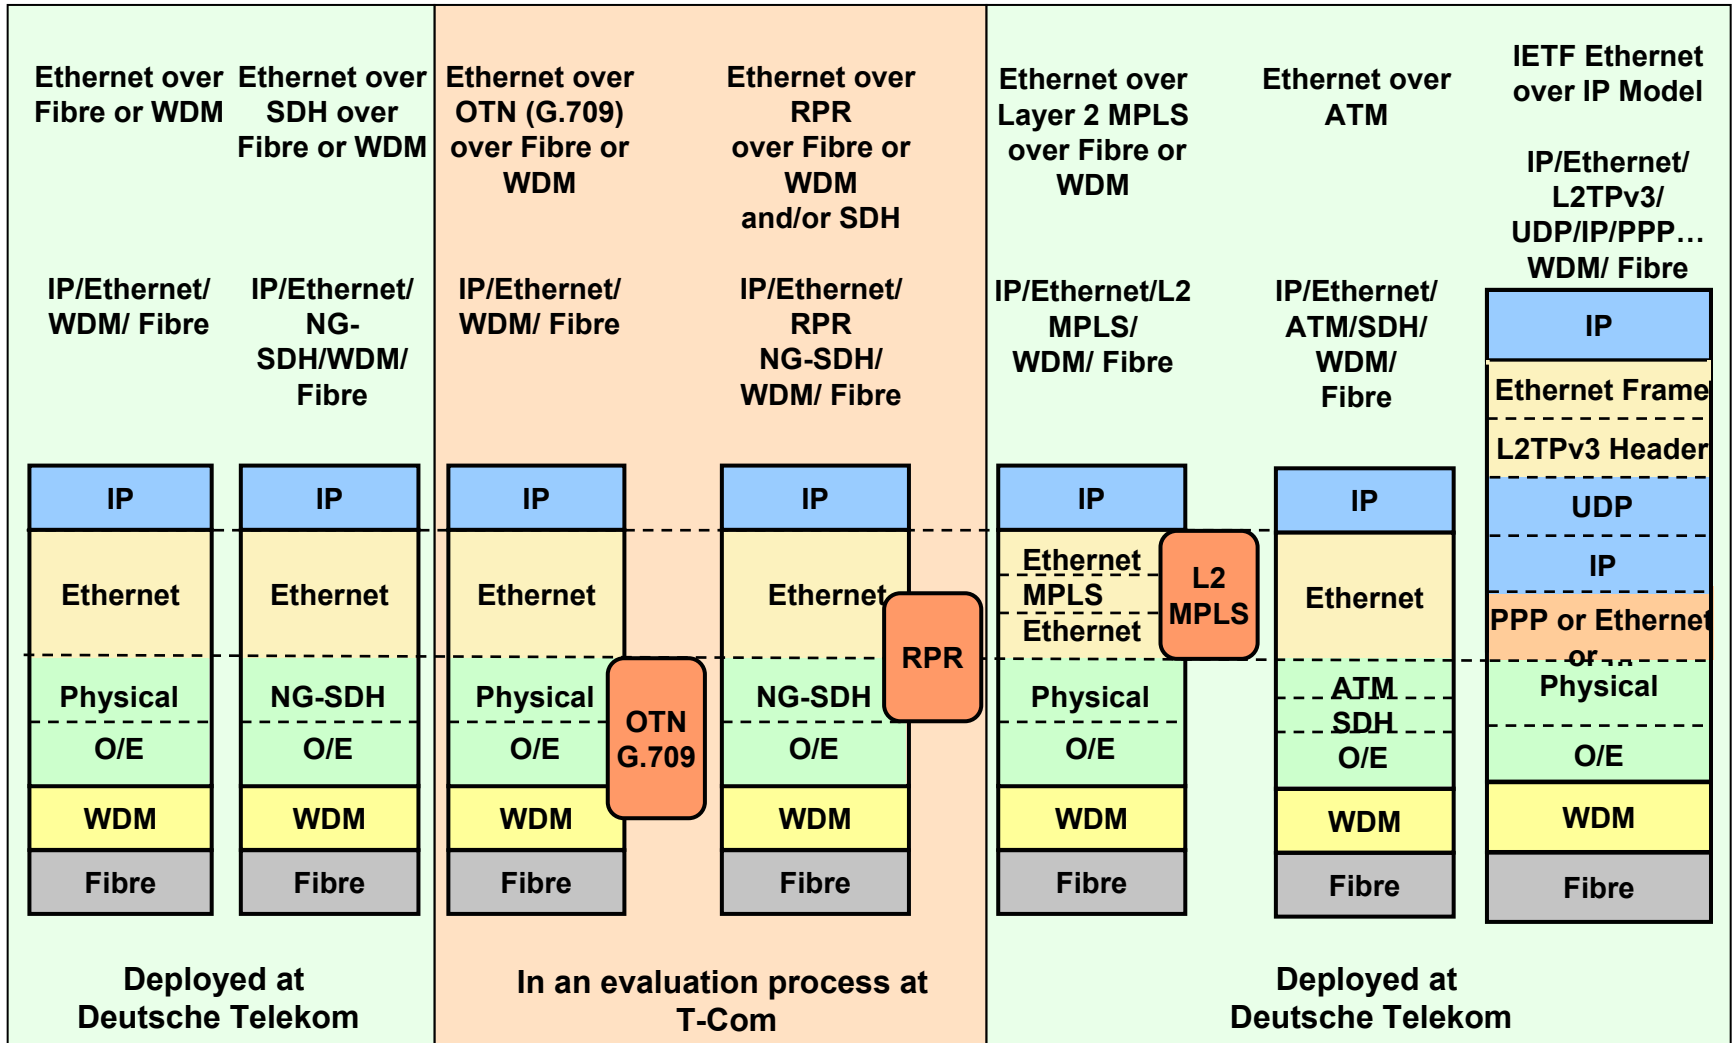 Ethernet over
Fibre or WDM
IP/Ethernet/
WDM/ Fibre
IP
Ethernet
Physical
O/E
WDM
Fibre
Ethernet over
SDH over
Fibre or WDM
IP/Ethernet/
NG-
SDH/WDM/
Fibre
IP
Ethernet
NG-SDH
O/E
WDM
Fibre
Deployed at
Deutsche Telekom
Ethernet over
OTN (G.709)
over Fibre or
WDM
IP/Ethernet/
WDM/ Fibre
IP
Ethernet
Physical
O/E
WDM
Fibre
OTN
G.709
Ethernet over
RPR
over Fibre or
WDM
and/or SDH
IP/Ethernet/
RPR
NG-SDH/
WDM/ Fibre
IP
Ethernet
NG-SDH
O/E
WDM
Fibre
RPR
In an evaluation process at
T-Com
Ethernet over
Layer 2 MPLS
over Fibre or
WDM
IP/Ethernet/L2
MPLS/
WDM/ Fibre
IP
Ethernet
MPLS
Ethernet
Physical
O/E
WDM
Fibre
L2
MPLS
Ethernet over
ATM
IP/Ethernet/
ATM/SDH/
WDM/
Fibre
IP
Ethernet
ATM
SDH
O/E
WDM
Fibre
IETF Ethernet
over IP Model
IP/Ethernet/
L2TPv3/
UDP/IP/PPP…
WDM/ Fibre
IP
Ethernet Frame
L2TPv3 Header
UDP
IP
PPP or Ethernet
or …
Physical
O/E
WDM
Fibre
Deployed at
Deutsche Telekom